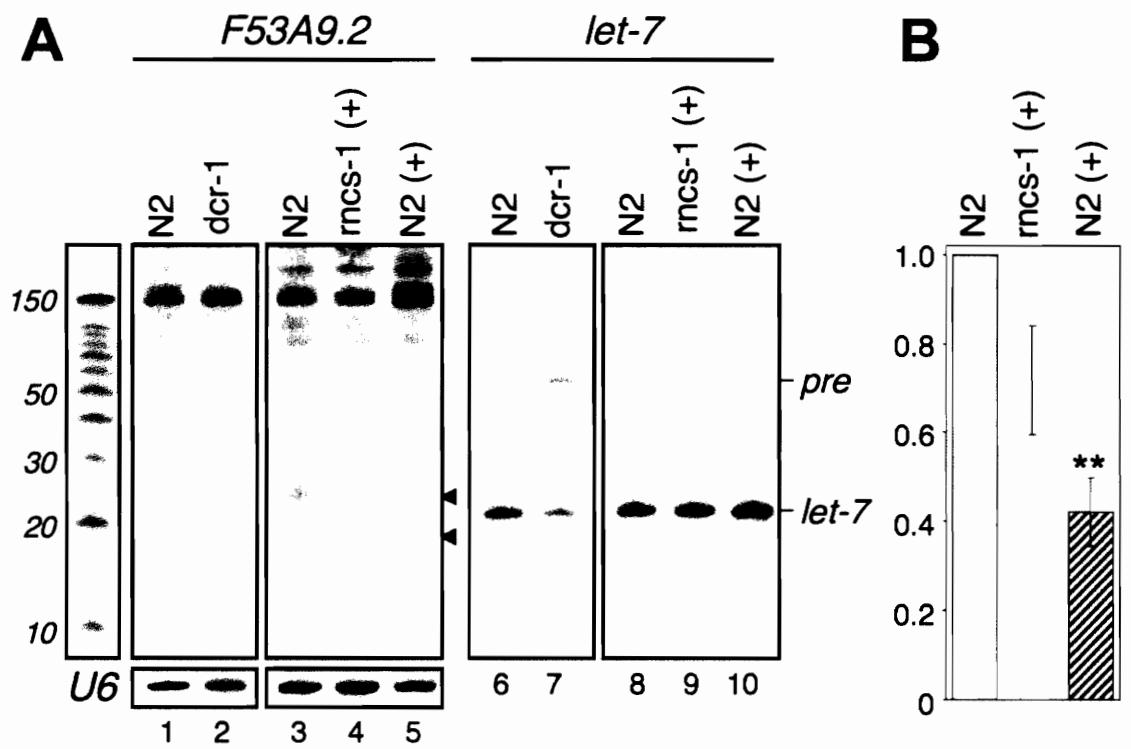 A
F53A9.2
let-7
B
N2
dcr-1
N2
rncs-1 (+)
N2 (+)
N2
dcr-1
N2
rncs-1 (+)
N2 (+)
N2
rncs-1 (+)
N2 (+)
150
50
30
20
10
pre
let-7
1.0
0.8
0.6
0.4
0.2
0
**
U6
1 2 3 4 5
6 7 8 9 10